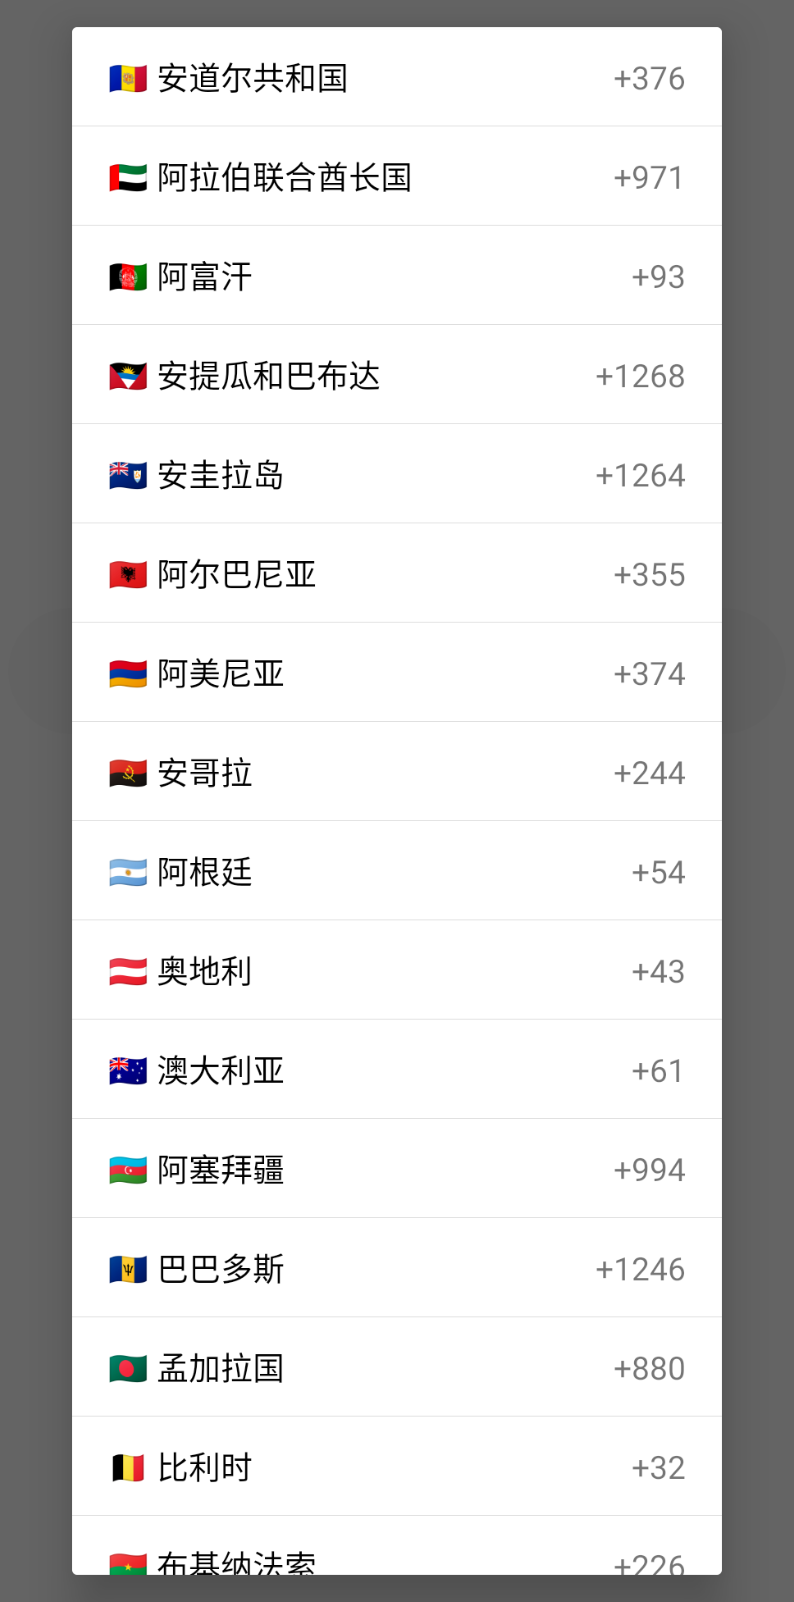 安道尔共和国 +376
阿拉伯联合酋长国 +971
阿富汗 +93
安提瓜和巴布达 +1268
安圭拉岛 +1264
阿尔巴尼亚 +355
阿美尼亚 +374
安哥拉 +244
阿根廷 +54
奥地利 +43
澳大利亚 +61
阿塞拜疆 +994
巴巴多斯 +1246
孟加拉国 +880
比利时 +32
布基纳法索 +226